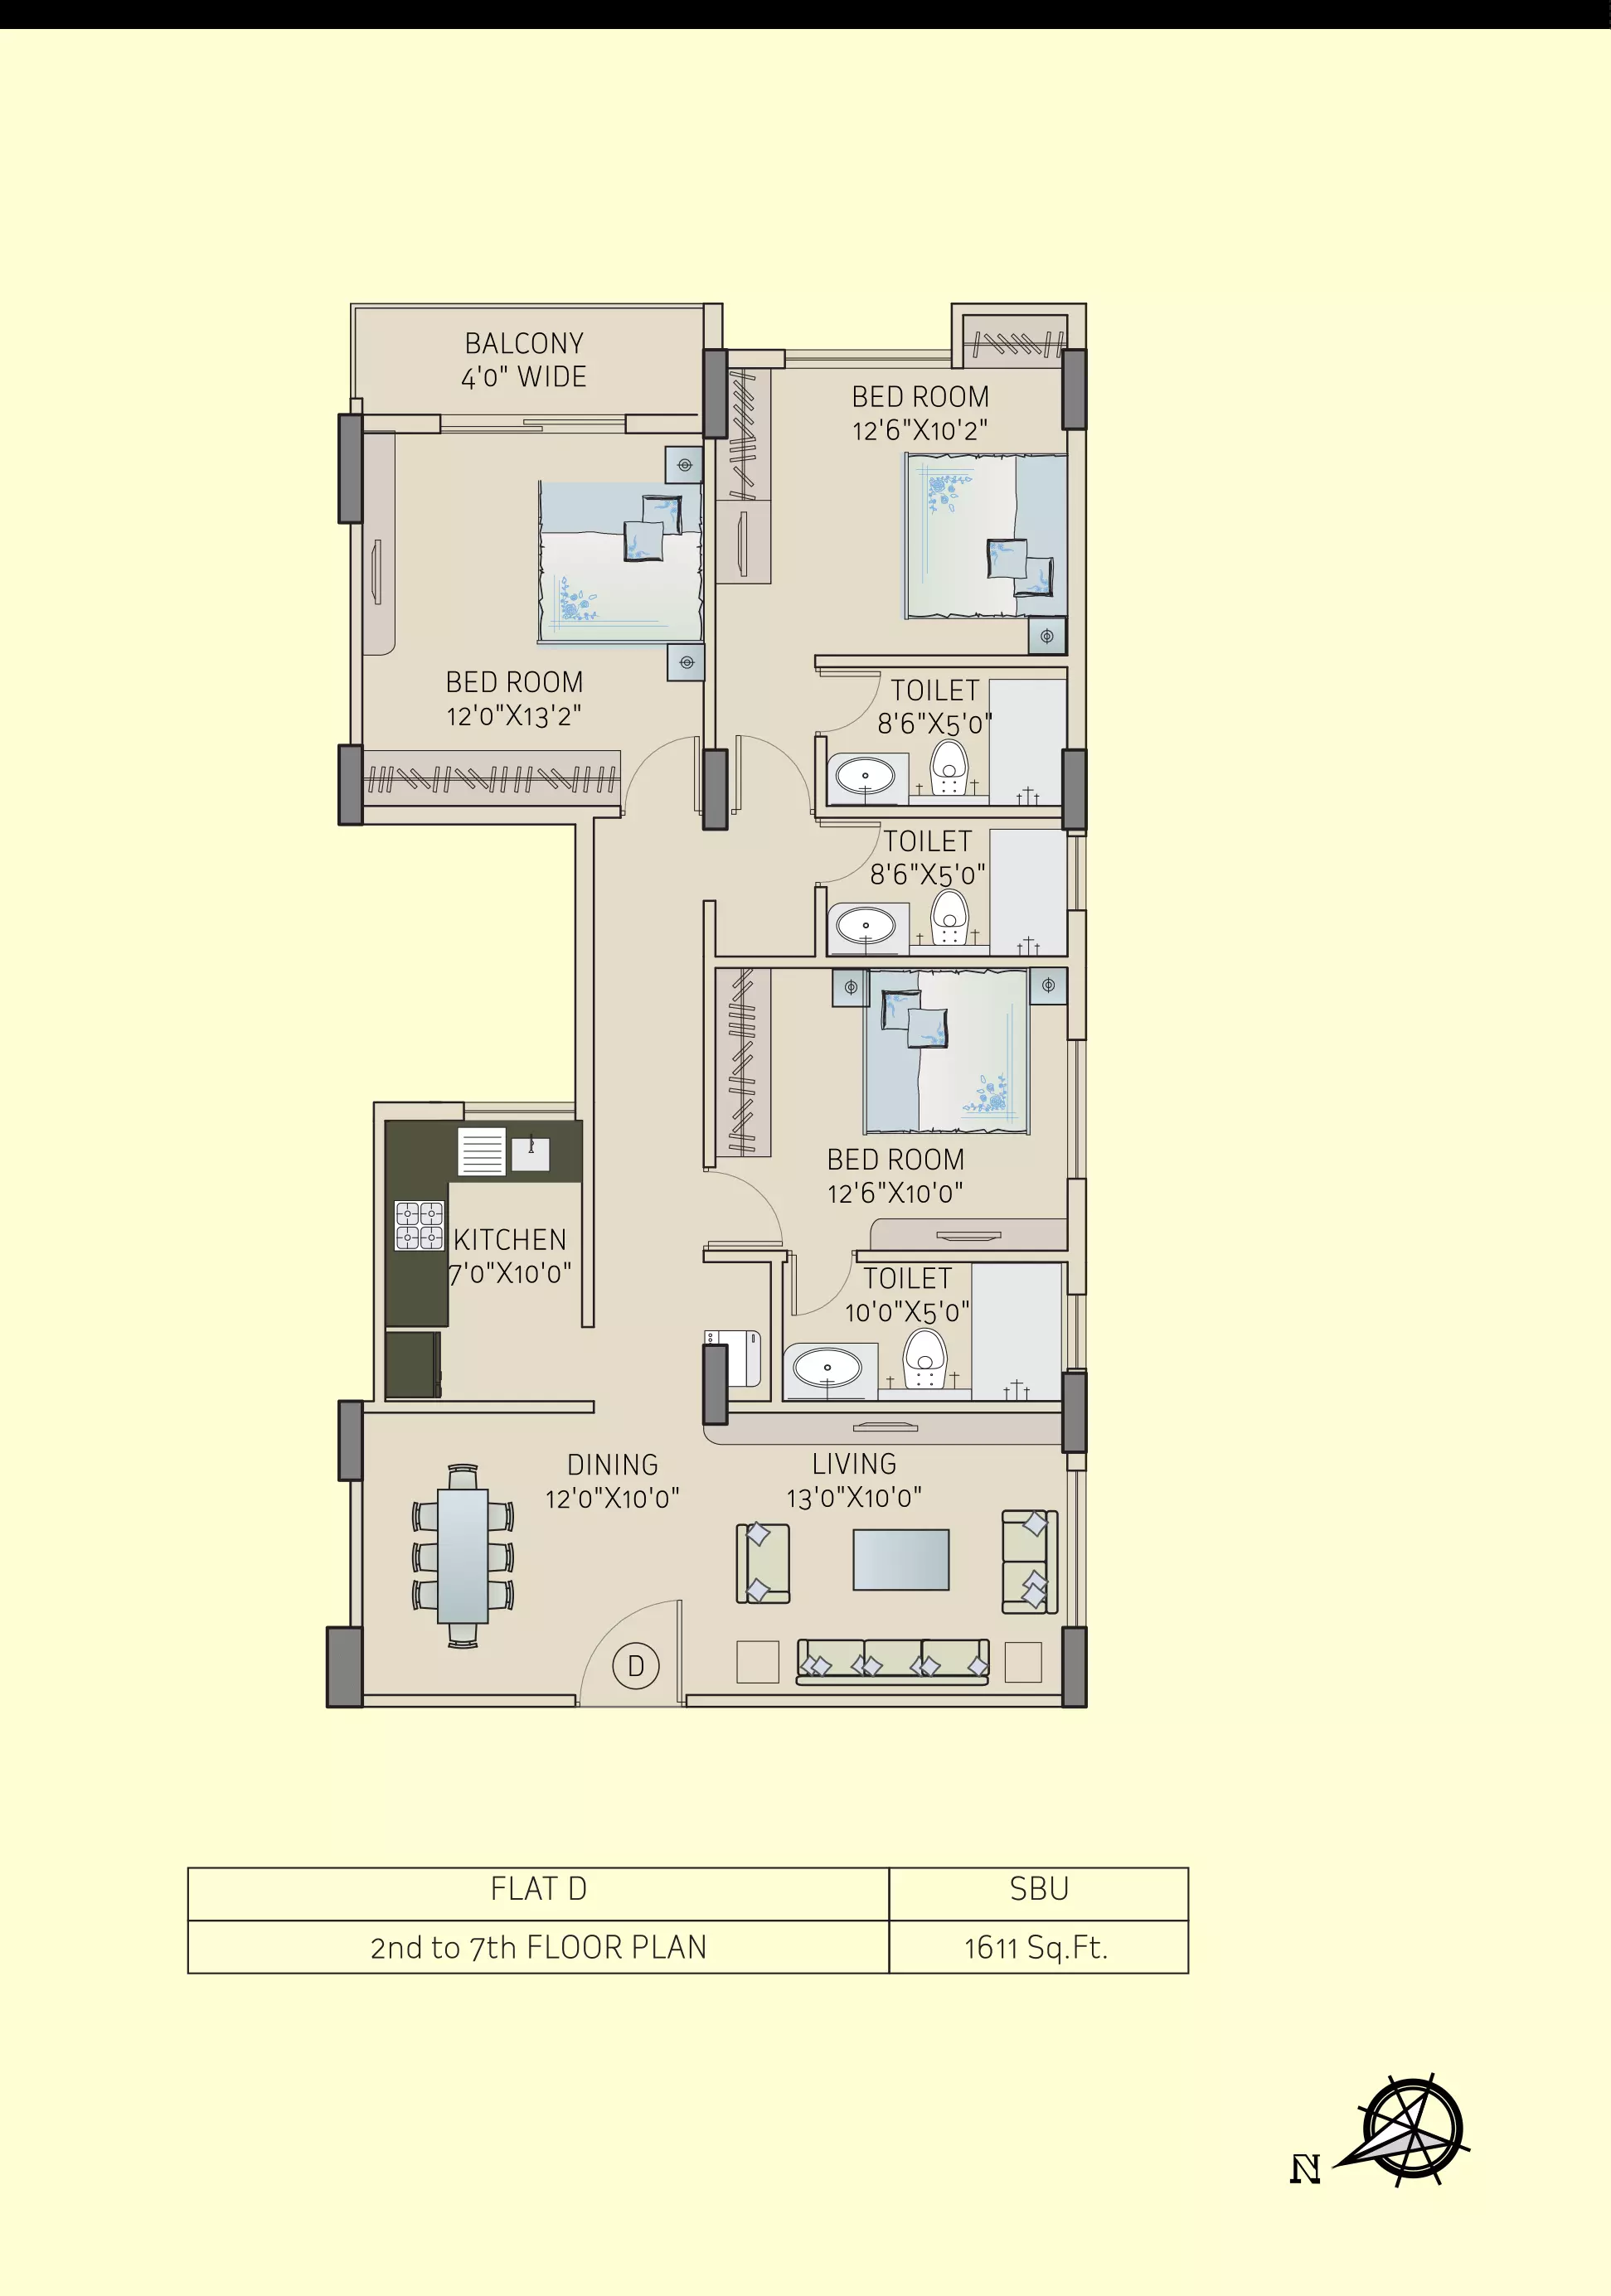 BALCONY
4'0" WIDE
BED ROOM
12'6"X10'2"
BED ROOM
12'0"X13'2"
TOILET
8'6"X5'0"
TOILET
8'6"X5'0"
BED ROOM
12'6"X10'0"
KITCHEN
7'0"X10'0"
TOILET
10'0"X5'0"
DINING
12'0"X10'0"
LIVING
13'0"X10'0"
D
FLAT D
SBU
2nd to 7th FLOOR PLAN
1611 Sq.Ft.
N